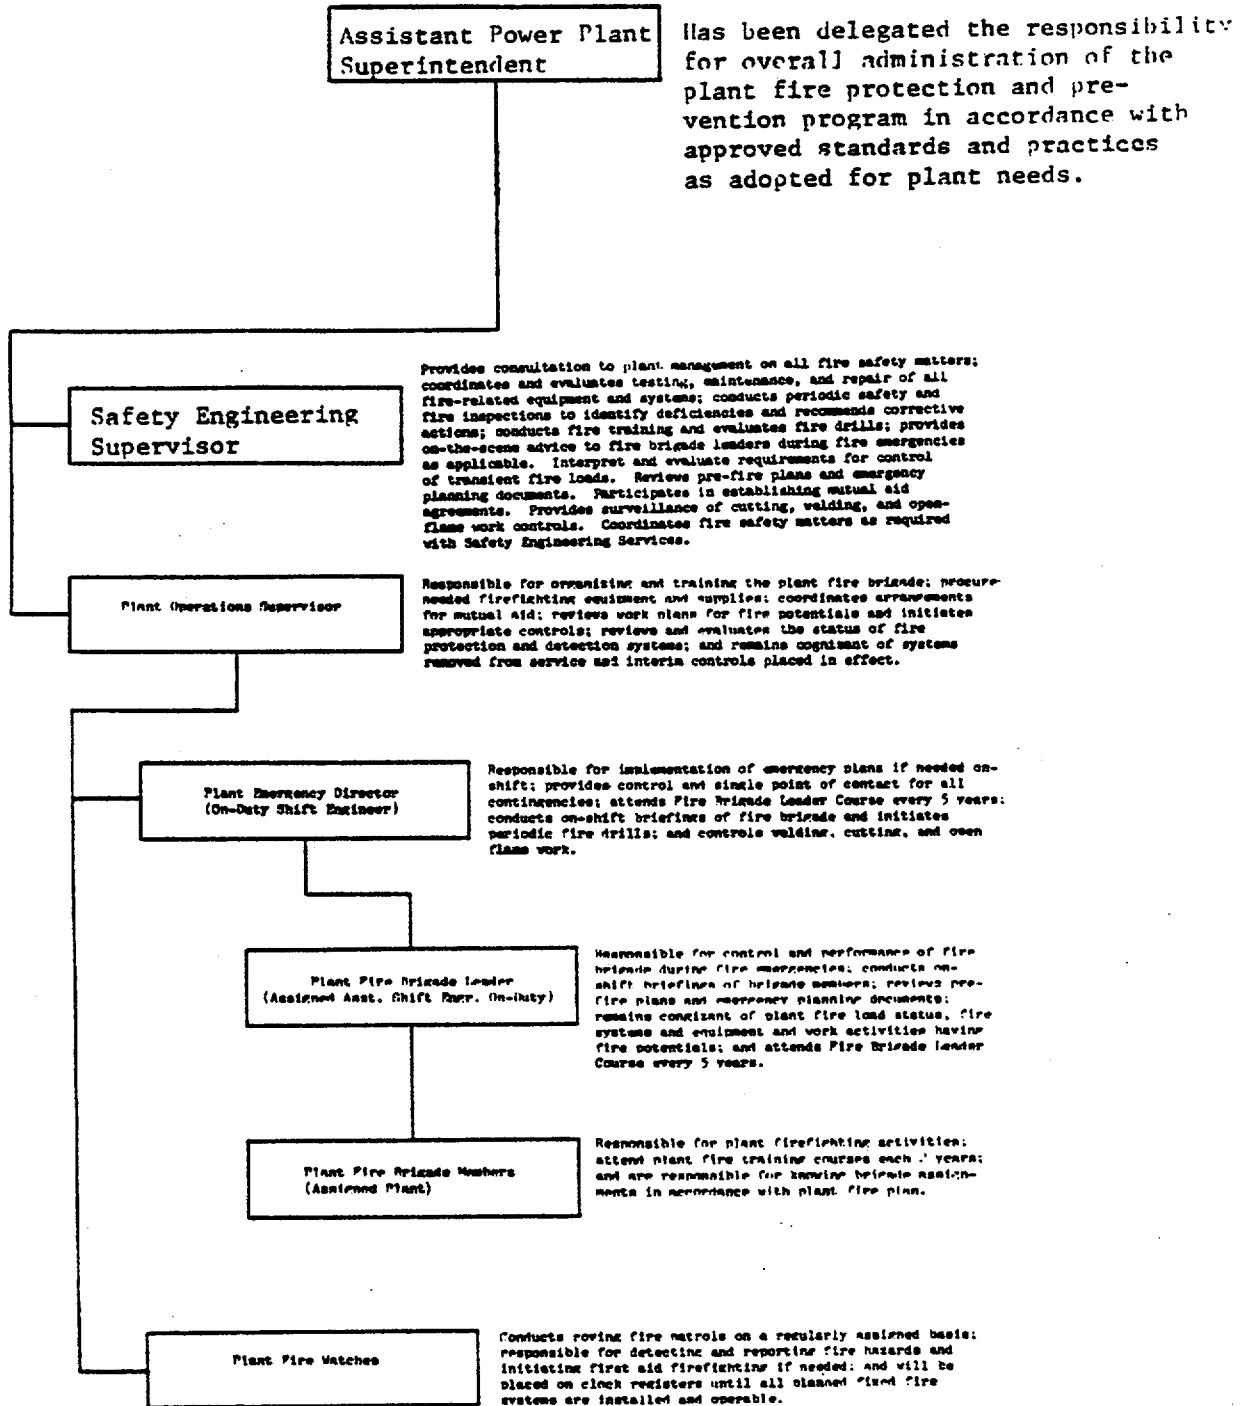 Assistant Power Plant
Superintendent
Has been delegated the responsibility
for overall administration of the
plant fire protection and pre-
vention program in accordance with
approved standards and practices
as adopted for plant needs.
Safety Engineering
Supervisor
Provides consultation to plant management on all fire safety matters;
coordinates and evaluates testing, maintenance, and repair of all
fire-related equipment and systems; conducts periodic safety and
fire inspections to identify deficiencies and recommends corrective
actions; conducts fire training and evaluates fire drills; provides
on-the-scene advice to fire brigade leaders during fire emergencies
as applicable. Interpret and evaluate requirements for control
of transient fire loads. Reviews pre-fire plans and emergency
planning documents. Participates in establishing mutual aid
agreements. Provides surveillance of cutting, welding, and open-
flame work controls. Coordinates fire safety matters as required
with Safety Engineering Services.
Plant Operations Supervisor
Responsible for organizing and training the plant fire brigade; procure
needed firefighting equipment and supplies; coordinates arrangements
for mutual aid; reviews work plans for fire potentials and initiates
appropriate controls; reviews and evaluates the status of fire
protection and detection systems; and remains cognizant of systems
removed from service and interim controls placed in effect.
Plant Emergency Director
(On-Duty Shift Engineer)
Responsible for implementation of emergency plans if needed on-
shift; provides control and single point of contact for all
contingencies; attends Fire Brigade Leader Course every 5 years;
conducts on-shift briefings of fire brigade and initiates
periodic fire drills; and controls welding, cutting, and open
flame work.
Plant Fire Brigade Leader
(Assigned Asst. Shift Engr. On-Duty)
Responsible for control and performance of fire
brigade during fire emergencies; conducts on-
shift briefings of brigade members; reviews pre-
fire plans and emergency planning documents;
remains congizant of plant fire load status, fire
systems and equipment and work activities having
fire potentials; and attends Fire Brigade Leader
Course every 5 years.
Plant Fire Brigade Members
(Assigned Plant)
Responsible for plant firefighting activities;
attend plant fire training courses each years;
and are responsible for knowing brigade assign-
ments in accordance with plant fire plan.
Plant Fire Watches
Conducts roving fire patrols on a regularly assigned basis;
responsible for detecting and reporting fire hazards and
initiating first aid firefighting if needed; and will be
placed on clock registers until all planned fixed fire
systems are installed and operable.